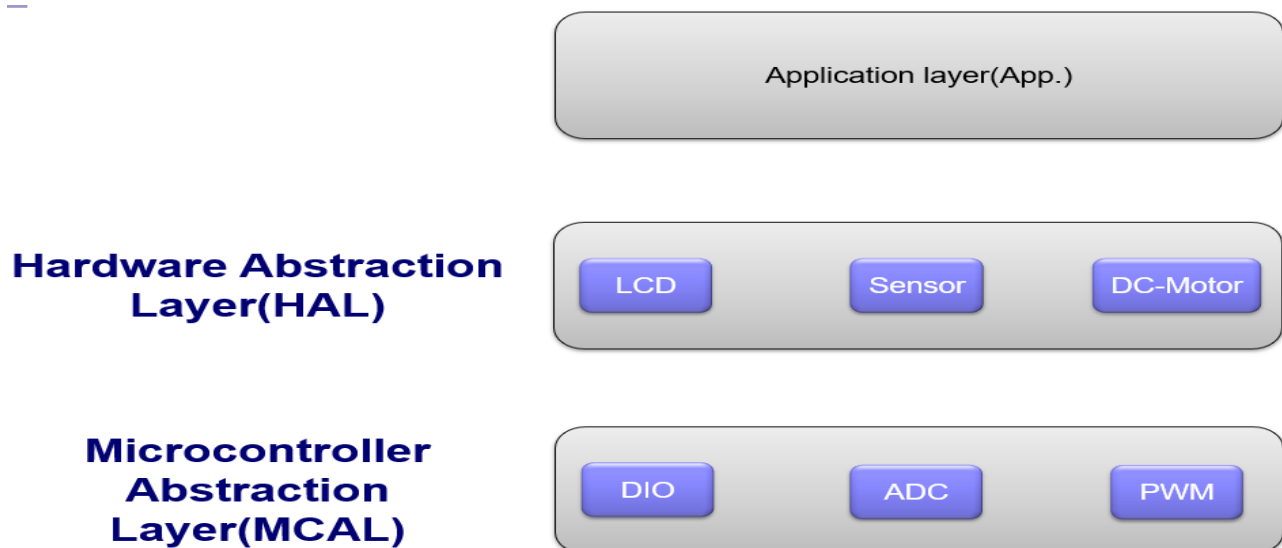 Application layer(App.)
Hardware Abstraction
Layer(HAL)
LCD
Sensor
DC-Motor
Microcontroller
Abstraction
Layer(MCAL)
DIO
ADC
PWM